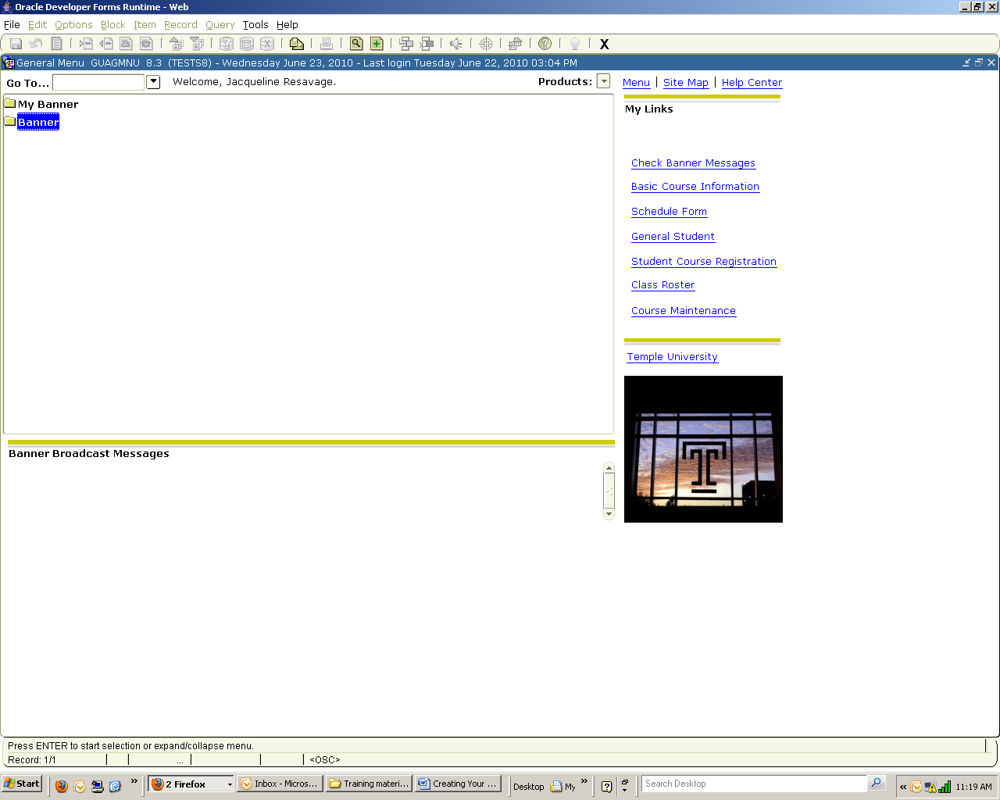 Oracle Developer Forms Runtime - Web
File Edit Options Block Item Record Query Tools Help
General Menu GUAGMNU 8.3 (TESTS8) - Wednesday June 23, 2010 - Last login Tuesday June 22, 2010 03:04 PM
Go To... Welcome, Jacqueline Resavage. Products: Menu | Site Map | Help Center
My Banner
Banner
My Links
Check Banner Messages
Basic Course Information
Schedule Form
General Student
Student Course Registration
Class Roster
Course Maintenance
Temple University
T
Banner Broadcast Messages
Press ENTER to start selection or expand/collapse menu.
Record: 1/1 ... <OSC>
Start 2 Firefox Inbox - Micros... Training materi... Creating Your ... Desktop My Search Desktop 11:19 AM